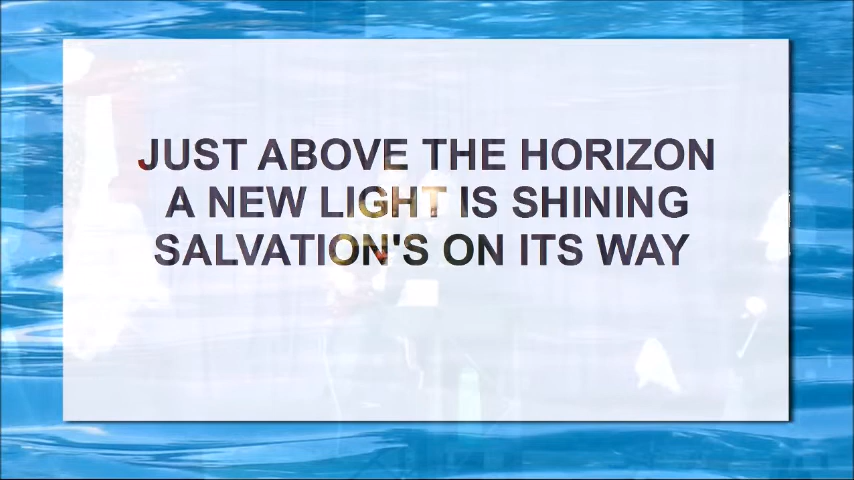 JUST ABOVE THE HORIZON
A NEW LIGHT IS SHINING
SALVATION'S ON ITS WAY